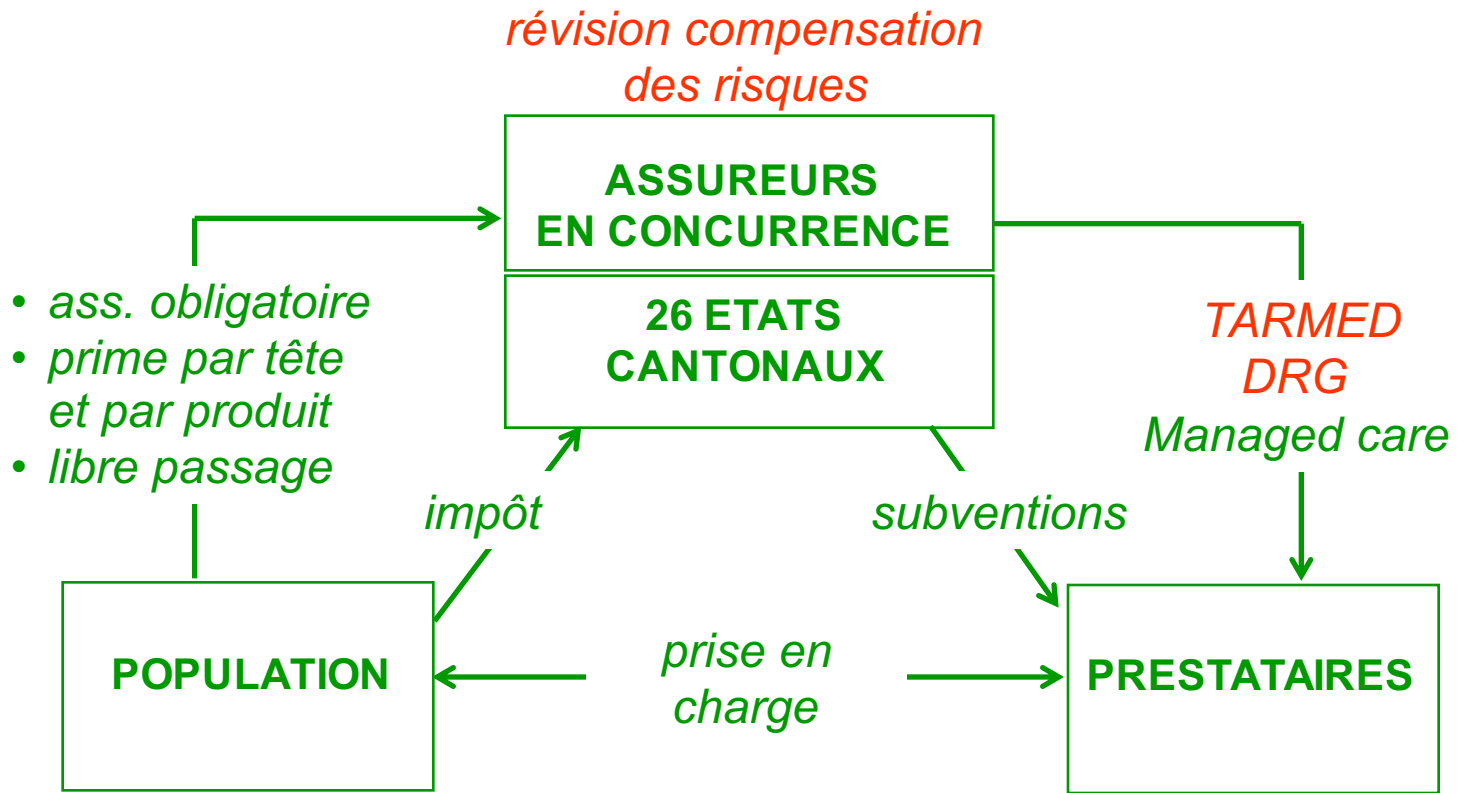 révision compensation
des risques
ASSUREURS
EN CONCURRENCE
26 ETATS
CANTONAUX
• ass. obligatoire
• prime par tête
et par produit
• libre passage
TARMED
DRG
Managed care
impôt
subventions
POPULATION
prise en
charge
PRESTATAIRES